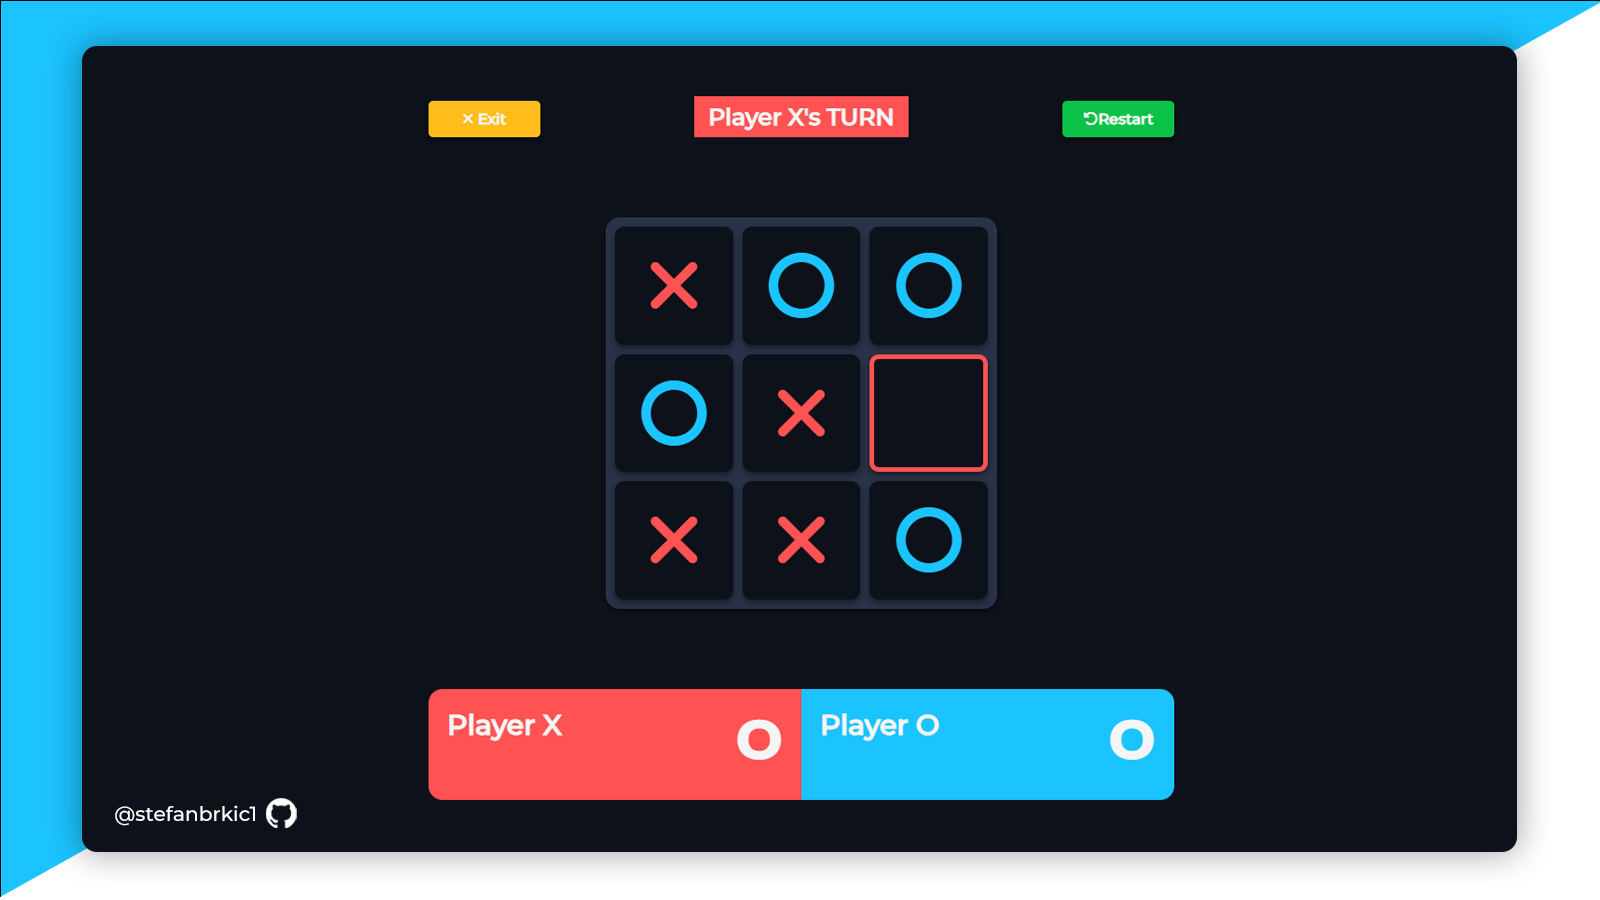 ✕ Exit
Player X's TURN
Restart
X O O
O X
X X O
Player X
0
Player O
0
@stefanbrkic1